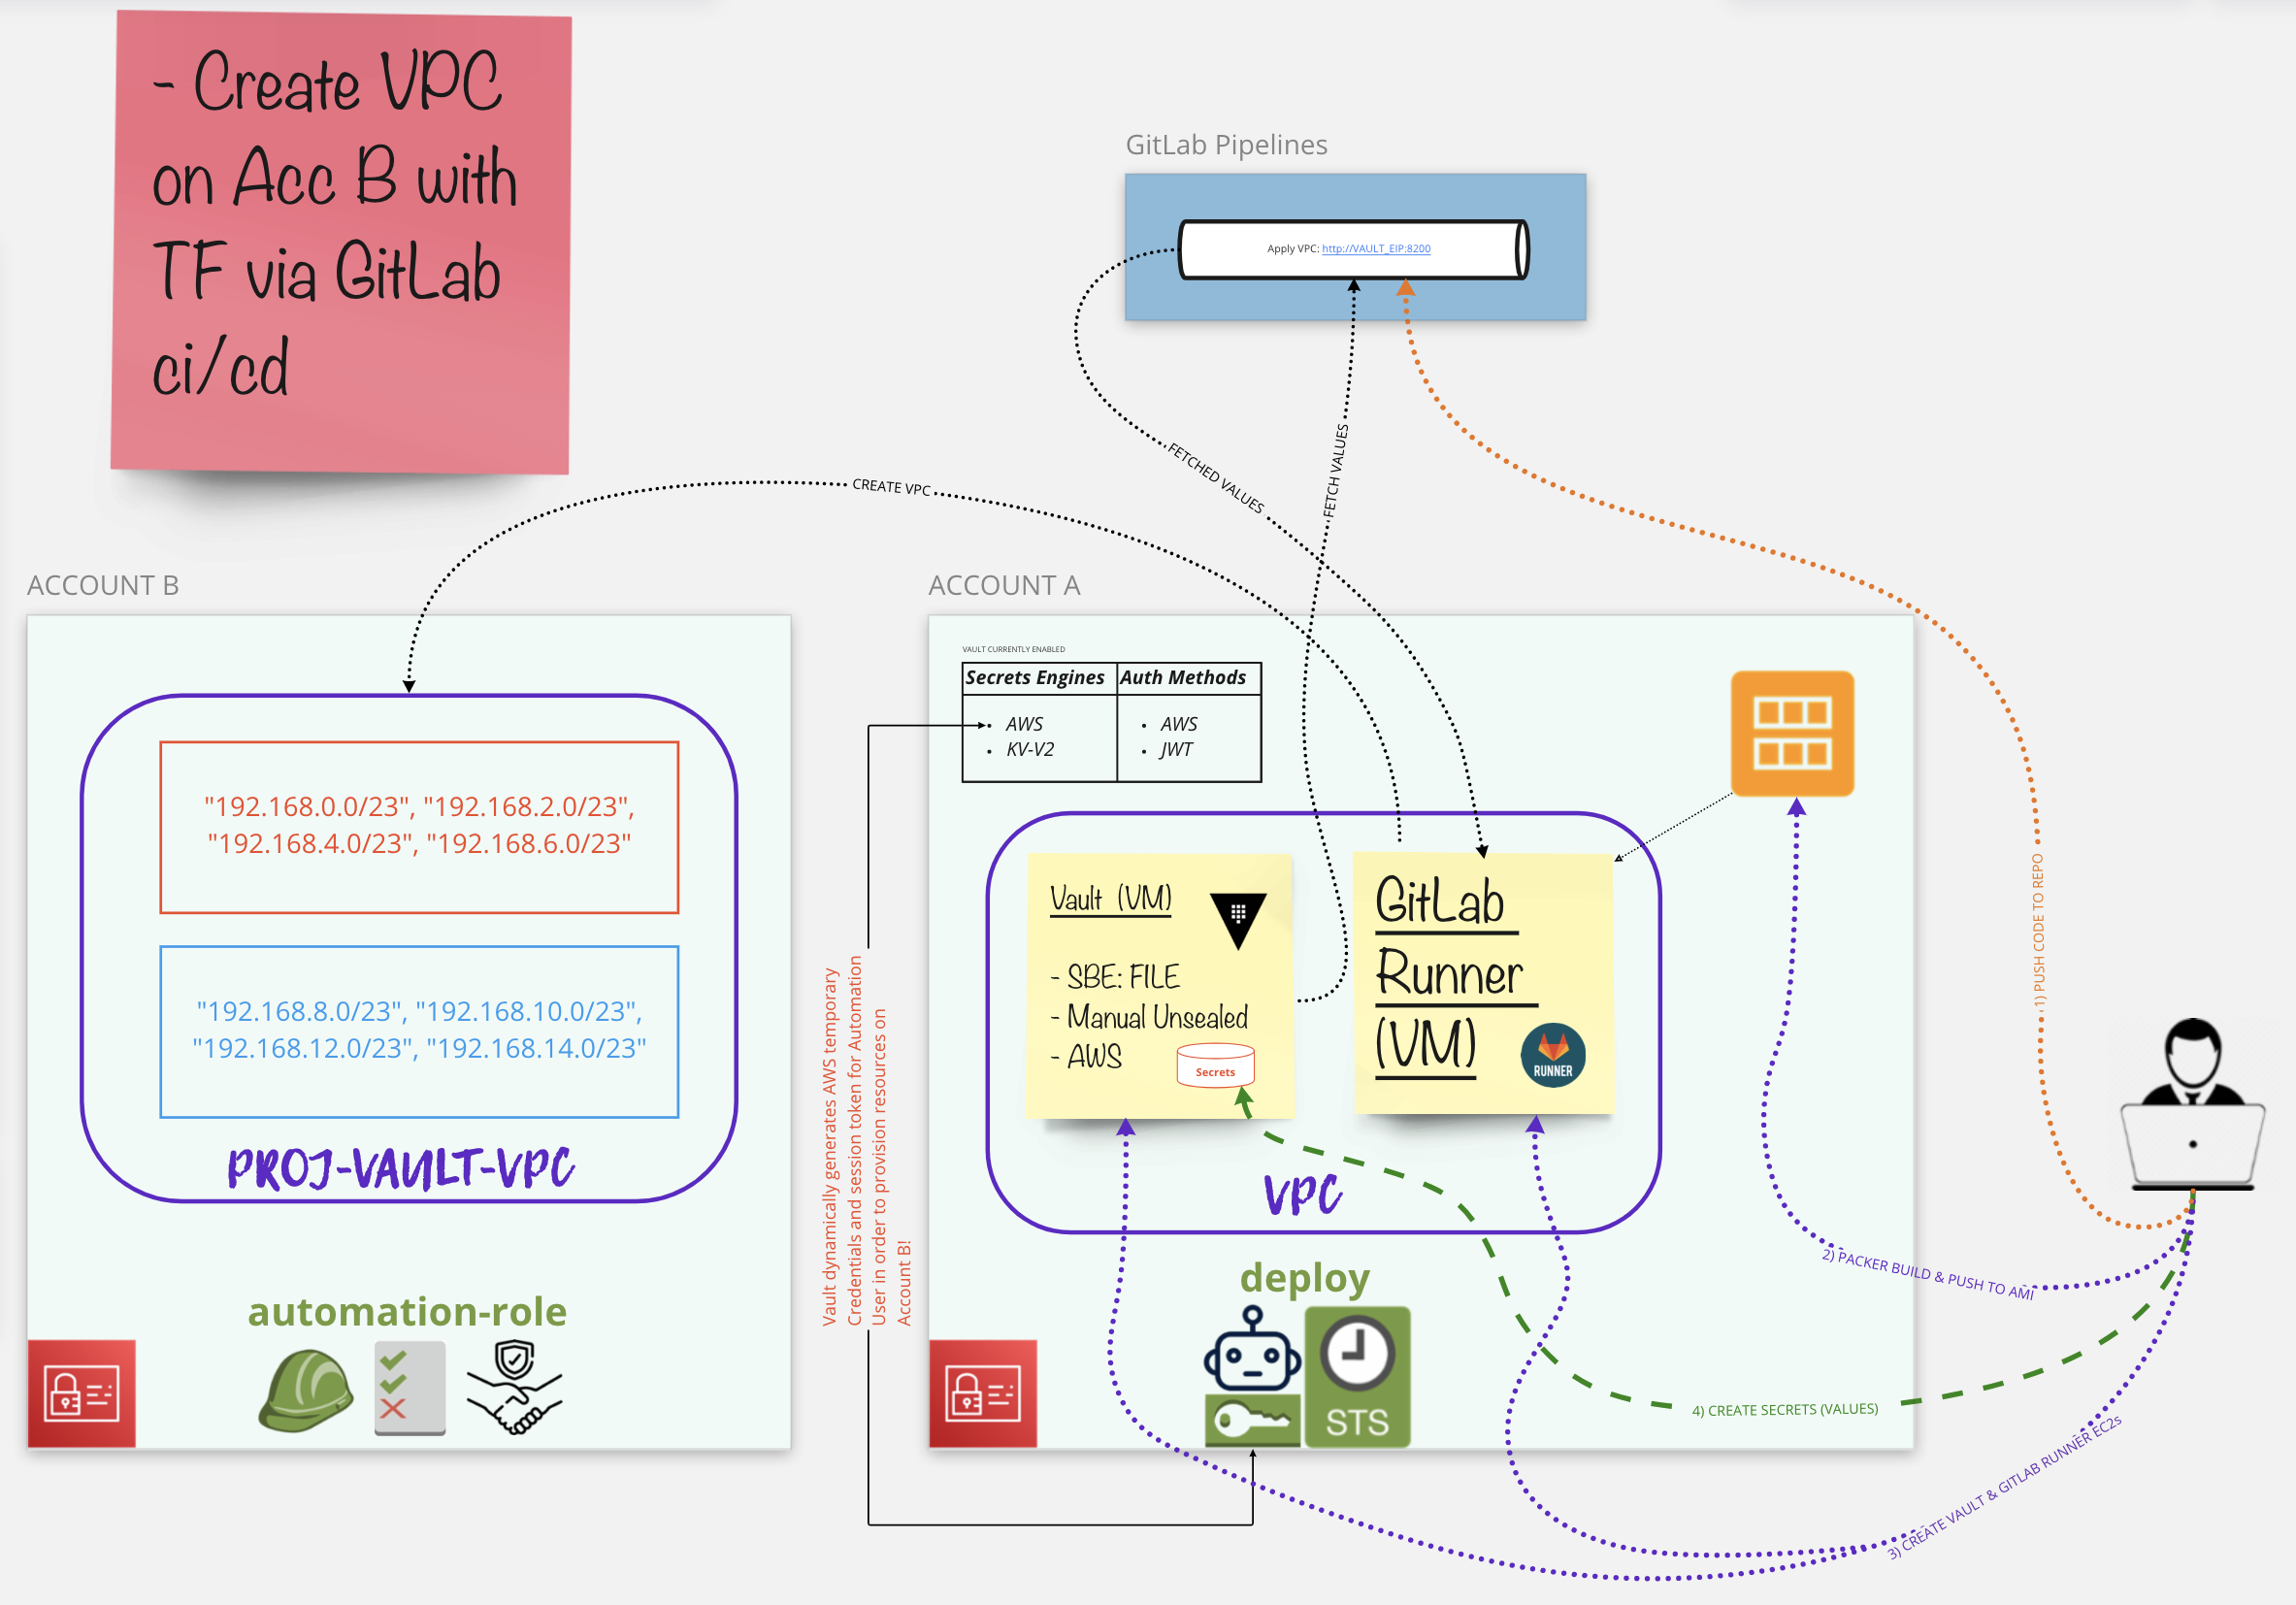 - Create VPC
on Acc B with
TF via GitLab
ci/cd
GitLab Pipelines
Apply VPC: http://VAULT_EIP:8200
FETCHED VALUES
FETCH VALUES
CREATE VPC
ACCOUNT B
"192.168.0.0/23", "192.168.2.0/23",
"192.168.4.0/23", "192.168.6.0/23"
"192.168.8.0/23", "192.168.10.0/23",
"192.168.12.0/23", "192.168.14.0/23"
PROJ-VAULT-VPC
automation-role
Vault dynamically generates AWS temporary
Credentials and session token for Automation
User in order to provision resources on
Account B!
ACCOUNT A
VAULT CURRENTLY ENABLED
Secrets Engines Auth Methods
• AWS • AWS
• KV-V2 • JWT
Vault (VM)
- SBE: FILE
- Manual Unsealed
- AWS
Secrets
GitLab
Runner
(VM)
RUNNER
VPC
deploy
STS
1) PUSH CODE TO REPO
2) PACKER BUILD & PUSH TO AMI
4) CREATE SECRETS (VALUES)
3) CREATE VAULT & GITLAB RUNNER EC2s